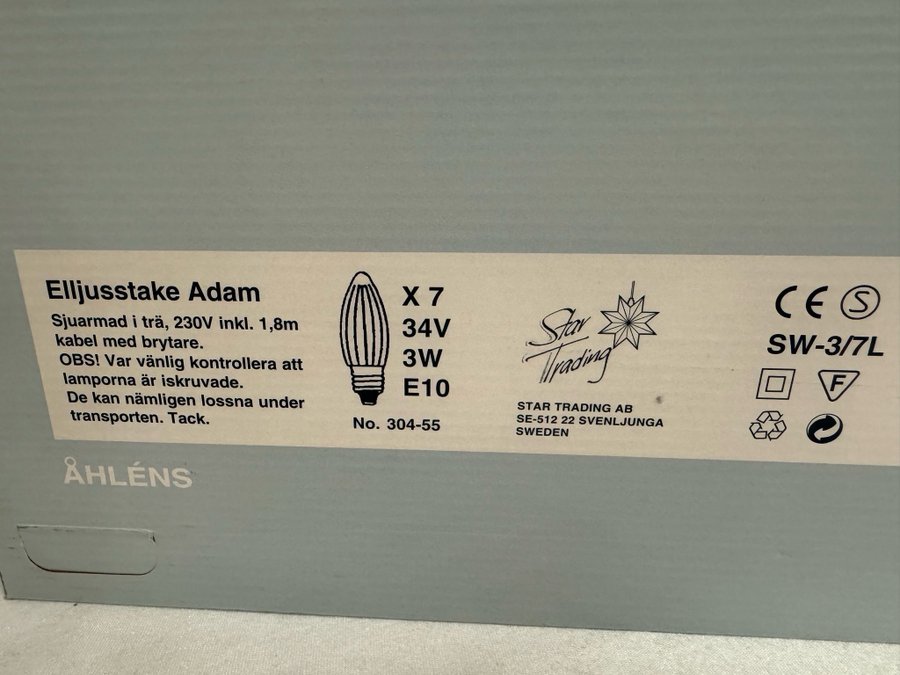 Elljusstake Adam
Sjuarmad i trä, 230V inkl. 1,8m
kabel med brytare.
OBS! Var vänlig kontrollera att
lamporna är iskruvade.
De kan nämligen lossna under
transporten. Tack.
X 7
34V
3W
E10
No. 304-55
Star
Trading
STAR TRADING AB
SE-512 22 SVENLJUNGA
SWEDEN
CE S
SW-3/7L
F
ÅHLÉNS